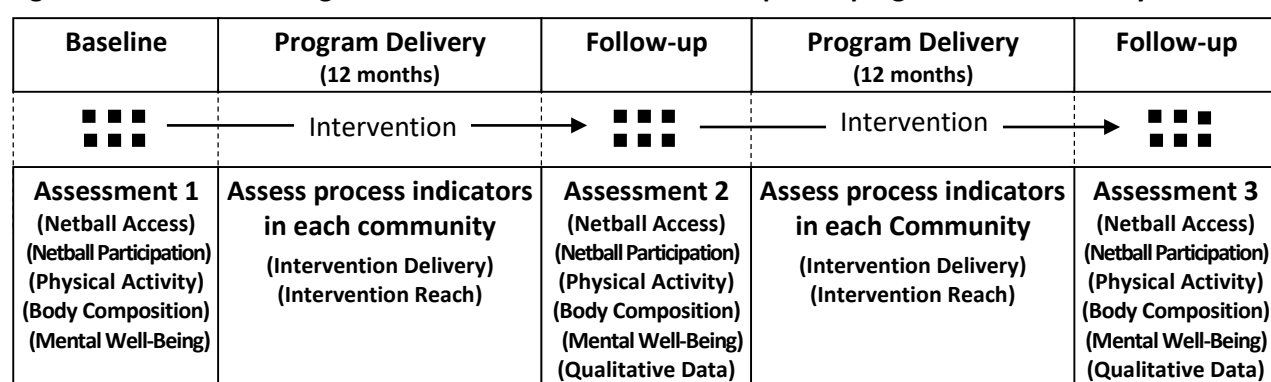 Baseline
Program Delivery
(12 months)
Follow-up
Program Delivery
(12 months)
Follow-up
Intervention
Intervention
Assessment 1
(Netball Access)
(Netball Participation)
(Physical Activity)
(Body Composition)
(Mental Well-Being)
Assess process indicators
in each community
(Intervention Delivery)
(Intervention Reach)
Assessment 2
(Netball Access)
(Netball Participation)
(Physical Activity)
(Body Composition)
(Mental Well-Being)
(Qualitative Data)
Assess process indicators
in each Community
(Intervention Delivery)
(Intervention Reach)
Assessment 3
(Netball Access)
(Netball Participation)
(Physical Activity)
(Body Composition)
(Mental Well-Being)
(Qualitative Data)